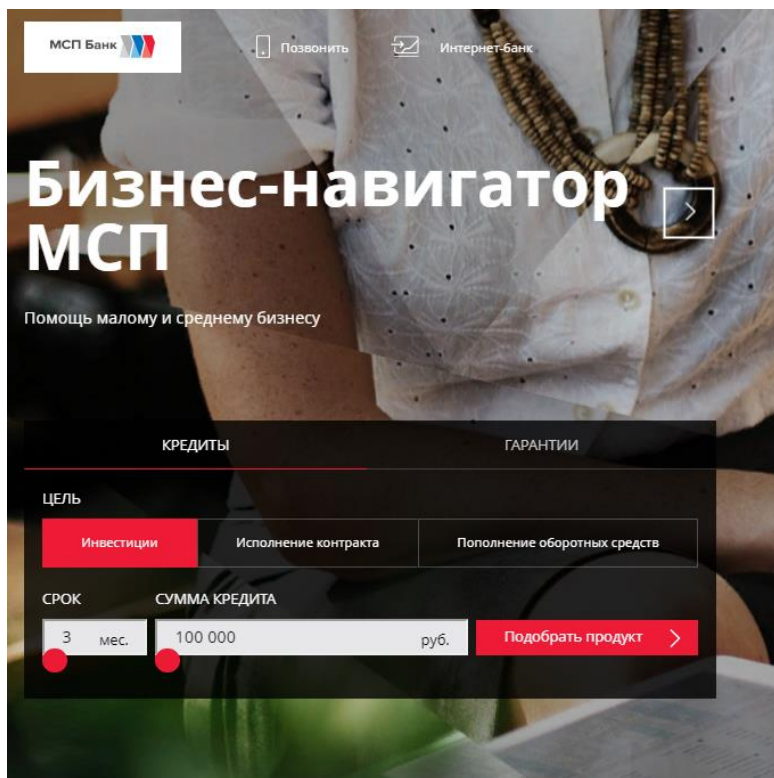 МСП Банк
Позвонить
Интернет-банк
Бизнес-навигатор
МСП
Помощь малому и среднему бизнесу
КРЕДИТЫ
ГАРАНТИИ
ЦЕЛЬ
Инвестиции
Исполнение контракта
Пополнение оборотных средств
СРОК
СУММА КРЕДИТА
3 мес.
100 000 руб.
Подобрать продукт